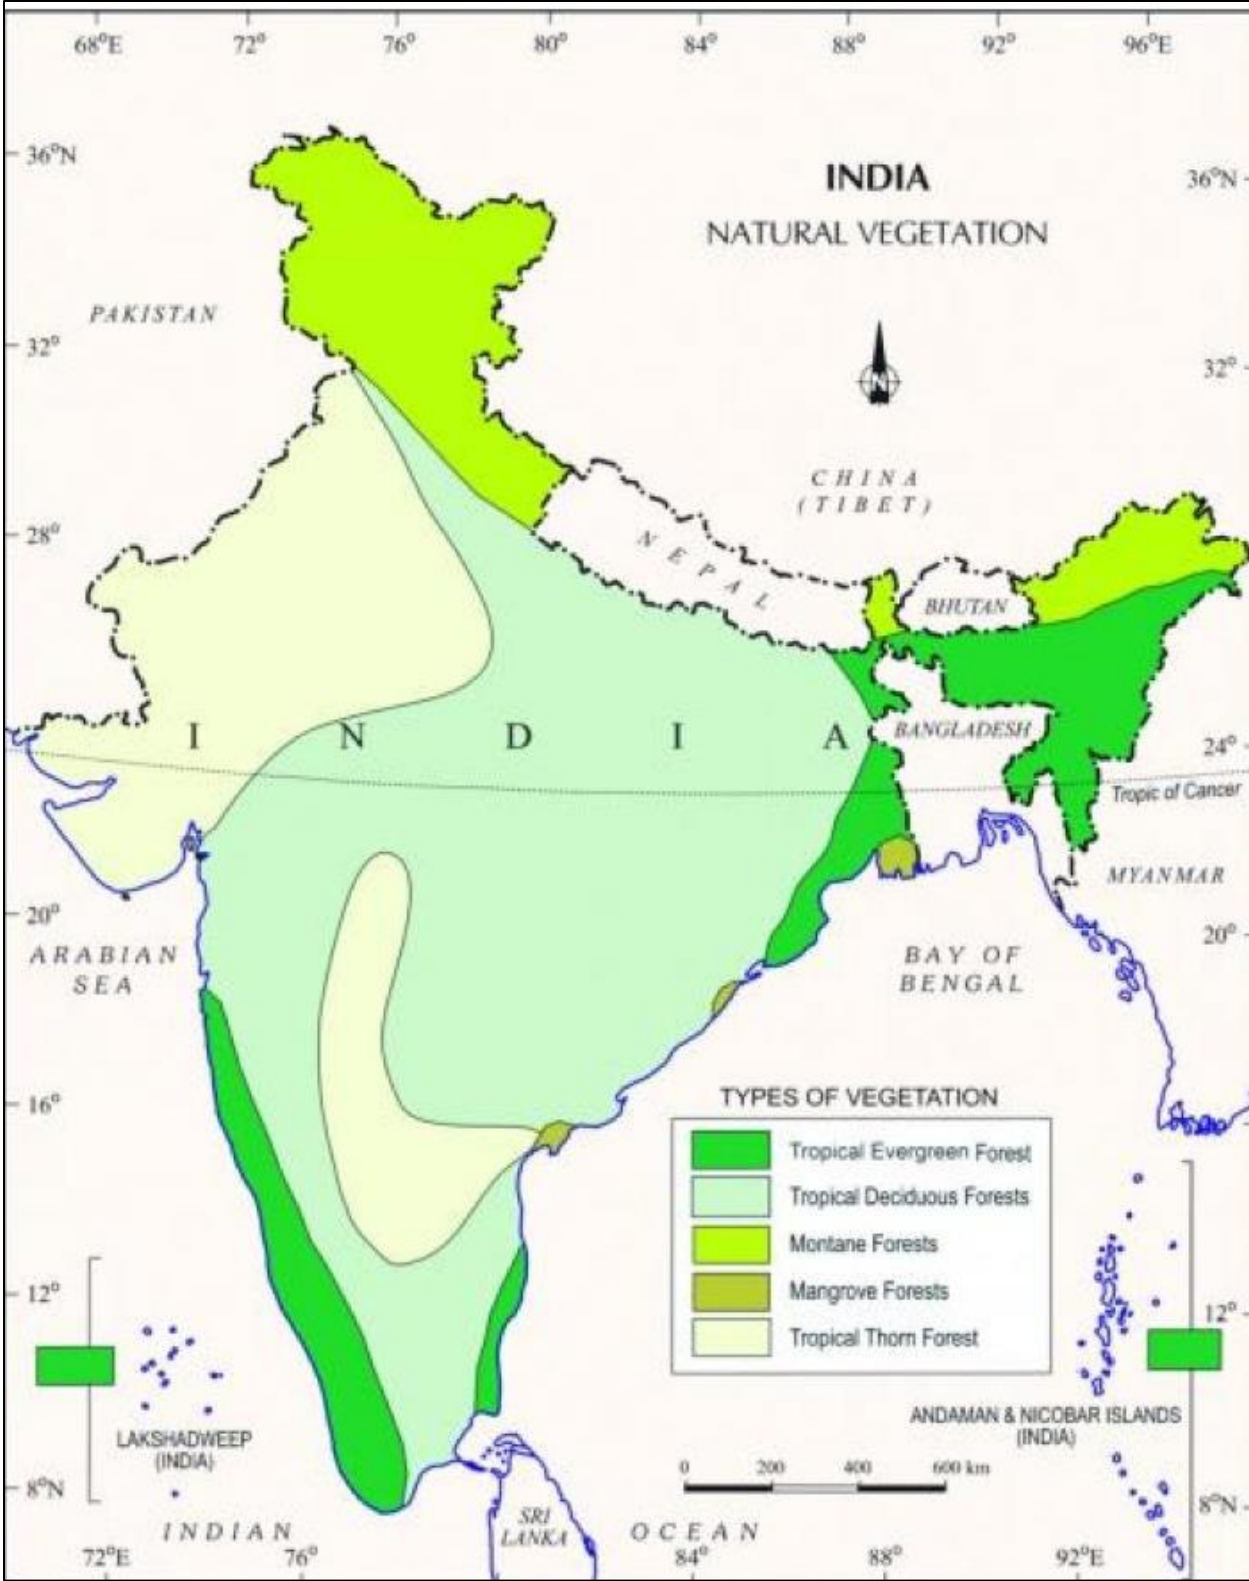 68°E 72° 76° 80° 84° 88° 92° 96°E
36°N
36°N
INDIA
NATURAL VEGETATION
PAKISTAN
32°
32°
N
CHINA
(TIBET)
28°
NEPAL
BHUTAN
I N D I A
BANGLADESH
24°
Tropic of Cancer
MYANMAR
20°
20°
ARABIAN
SEA
BAY OF
BENGAL
16°
TYPES OF VEGETATION
Tropical Evergreen Forest
Tropical Deciduous Forests
Montane Forests
Mangrove Forests
Tropical Thorn Forest
12°
12°
LAKSHADWEEP
(INDIA)
ANDAMAN & NICOBAR ISLANDS
(INDIA)
0 200 400 600 km
8°N
8°N
INDIAN
SRI
LANKA
OCEAN
72°E 76° 84° 88° 92°E